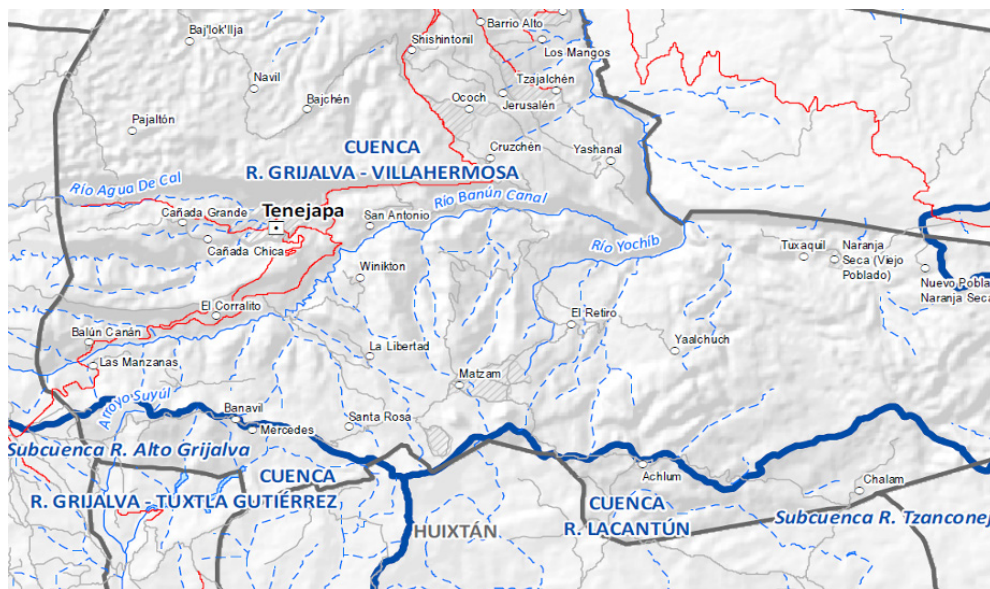 Barrio Alto
Baj'lok'Ilja
Shishintonil
Los Mangos
Navil
Tzajalchén
Bajchén
Ococh
Jerusalén
Pajaltón
CUENCA
R. GRIJALVA - VILLAHERMOSA
Cruzchén
Yashanal
Río Agua De Cal
Río Banún Canal
Cañada Grande
Tenejapa
San Antonio
Cañada Chica
Río Yochib
Tuxaquil
Naranja
Seca (Viejo
Poblado)
Winikton
Nuevo Pobla
Naranja Seca
El Corralito
El Retiro
Balún Canán
La Libertad
Yaalchuch
Las Manzanas
Matzam
Arroyo Suyúl
Banavil
Mercedes
Santa Rosa
Subcuenca R. Alto Grijalva
CUENCA
R. GRIJALVA - TUXTLA GUTIÉRREZ
Achlum
Chalam
CUENCA
R. LACANTÚN
Subcuenca R. Tzanconej
HUIXTÁN